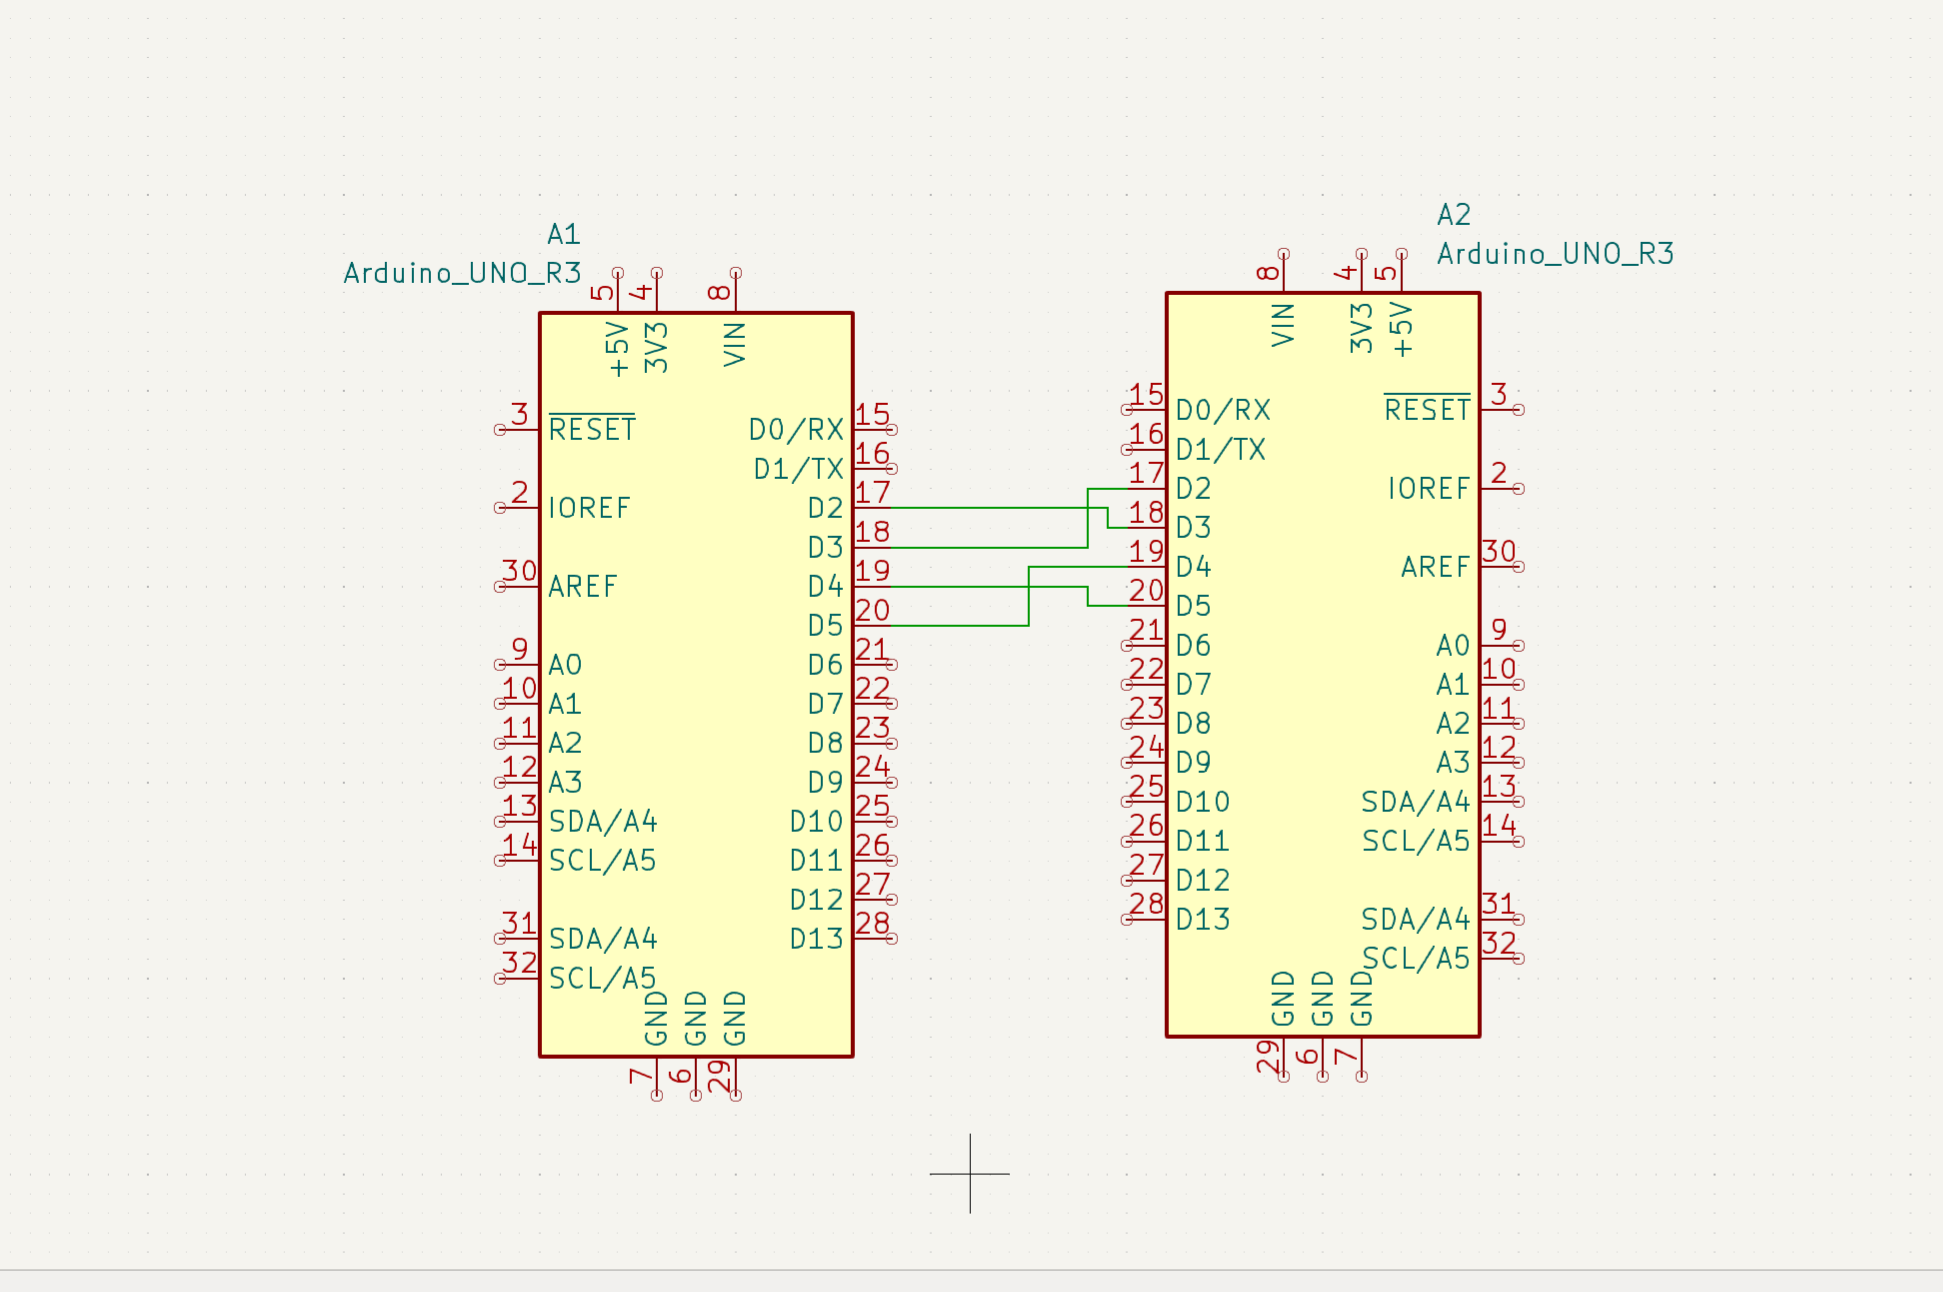 A1
Arduino_UNO_R3
5 4 8
+5V 3V3 VIN
3 RESET
2 IOREF
30 AREF
9 A0
10 A1
11 A2
12 A3
13 SDA/A4
14 SCL/A5
31 SDA/A4
32 SCL/A5
D0/RX 15
D1/TX 16
D2 17
D3 18
D4 19
D5 20
D6 21
D7 22
D8 23
D9 24
D10 25
D11 26
D12 27
D13 28
GND GND GND
7 6 29
A2
Arduino_UNO_R3
8 4 5
VIN 3V3 +5V
15 D0/RX
16 D1/TX
17 D2
18 D3
19 D4
20 D5
21 D6
22 D7
23 D8
24 D9
25 D10
26 D11
27 D12
28 D13
RESET 3
IOREF 2
AREF 30
A0 9
A1 10
A2 11
A3 12
SDA/A4 13
SCL/A5 14
SDA/A4 31
SCL/A5 32
GND GND GND
29 6 7